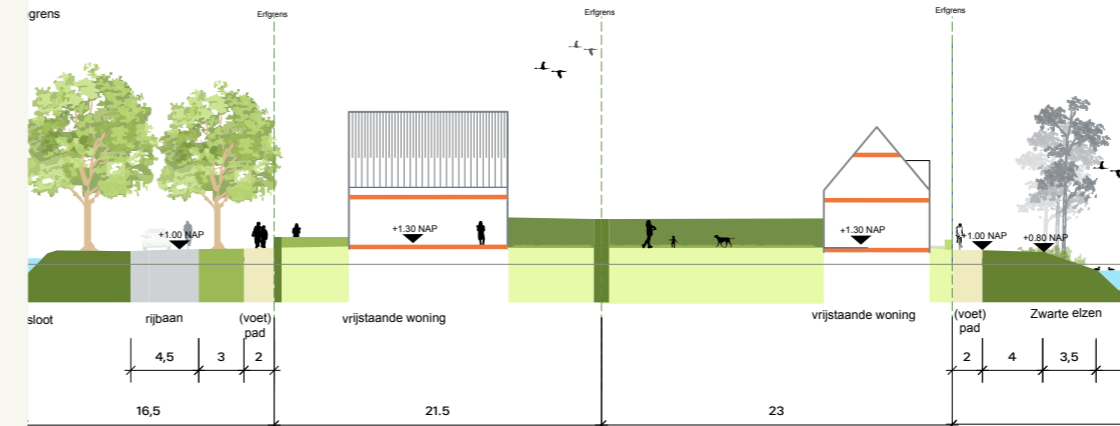 ngrens
Erfgrens
Erfgrens
Erfgrens
+1.00 NAP
+1.30 NAP
+1.30 NAP
+1.00 NAP
+0.80 NAP
sloot
rijbaan
(voet)
pad
vrijstaande woning
vrijstaande woning
(voet)
pad
Zwarte elzen
4,5
3
2
2
4
3,5
16,5
21.5
23